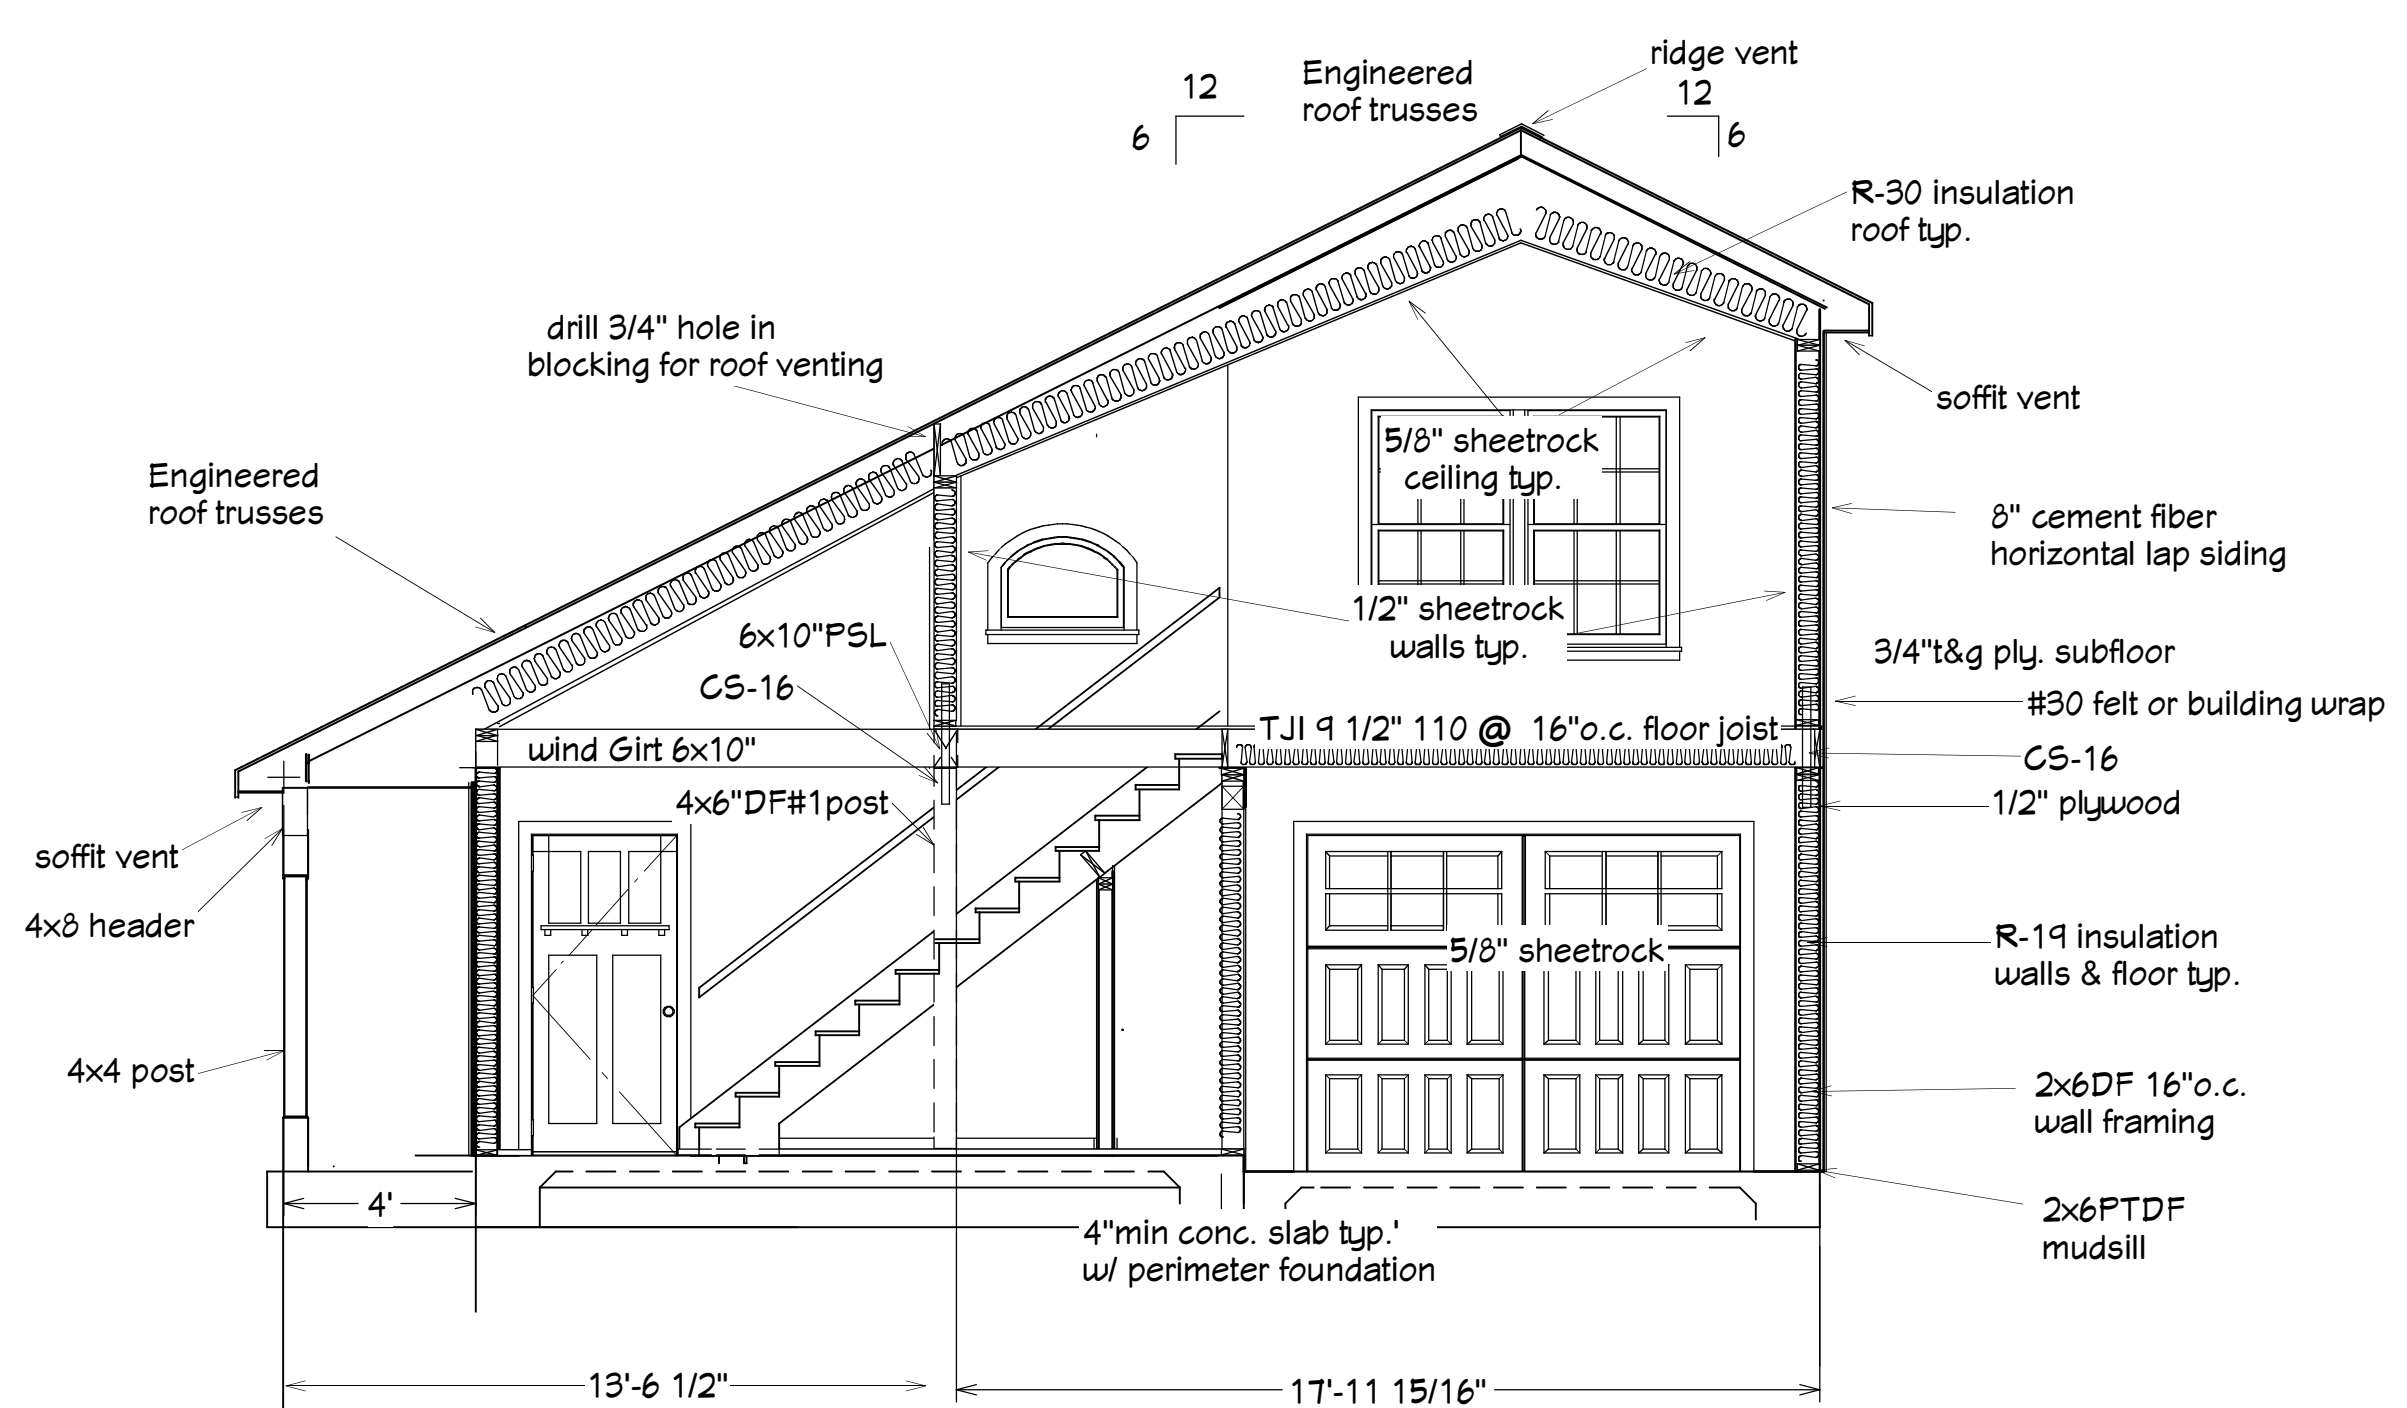 ridge vent
12
Engineered
roof trusses
12
6
6
R-30 insulation
roof typ.
drill 3/4" hole in
blocking for roof venting
soffit vent
5/8" sheetrock
ceiling typ.
Engineered
roof trusses
8" cement fiber
horizontal lap siding
1/2" sheetrock
walls typ.
6x10"PSL
3/4"t&g ply. subfloor
CS-16
#30 felt or building wrap
TJI 9 1/2" 110 @ 16"o.c. floor joist
wind Girt 6x10"
CS-16
4x6"DF#1post
1/2" plywood
soffit vent
4x8 header
5/8" sheetrock
R-19 insulation
walls & floor typ.
4x4 post
2x6DF 16"o.c.
wall framing
4'
2x6PTDF
mudsill
4"min conc. slab typ.'
w/ perimeter foundation
13'-6 1/2"
17'-11 15/16"